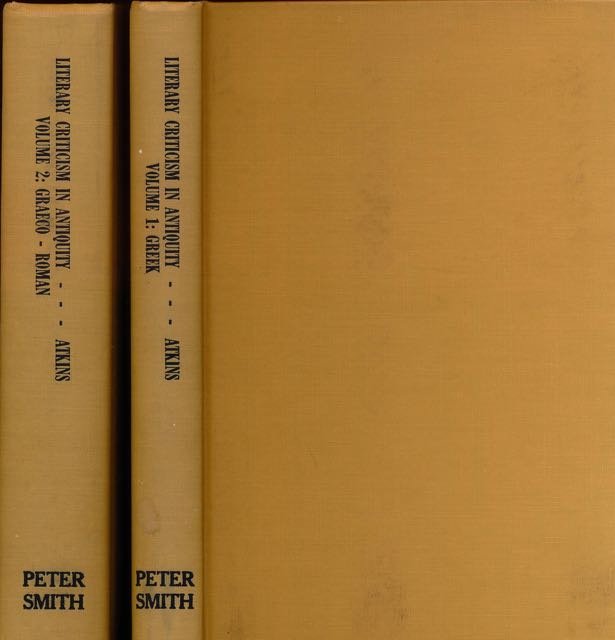 LITERARY CRITICISM IN ANTIQUITY - - - ATKINS
VOLUME 2: GRAECO - ROMAN
PETER
SMITH
LITERARY CRITICISM IN ANTIQUITY - - - ATKINS
VOLUME 1: GREEK
PETER
SMITH